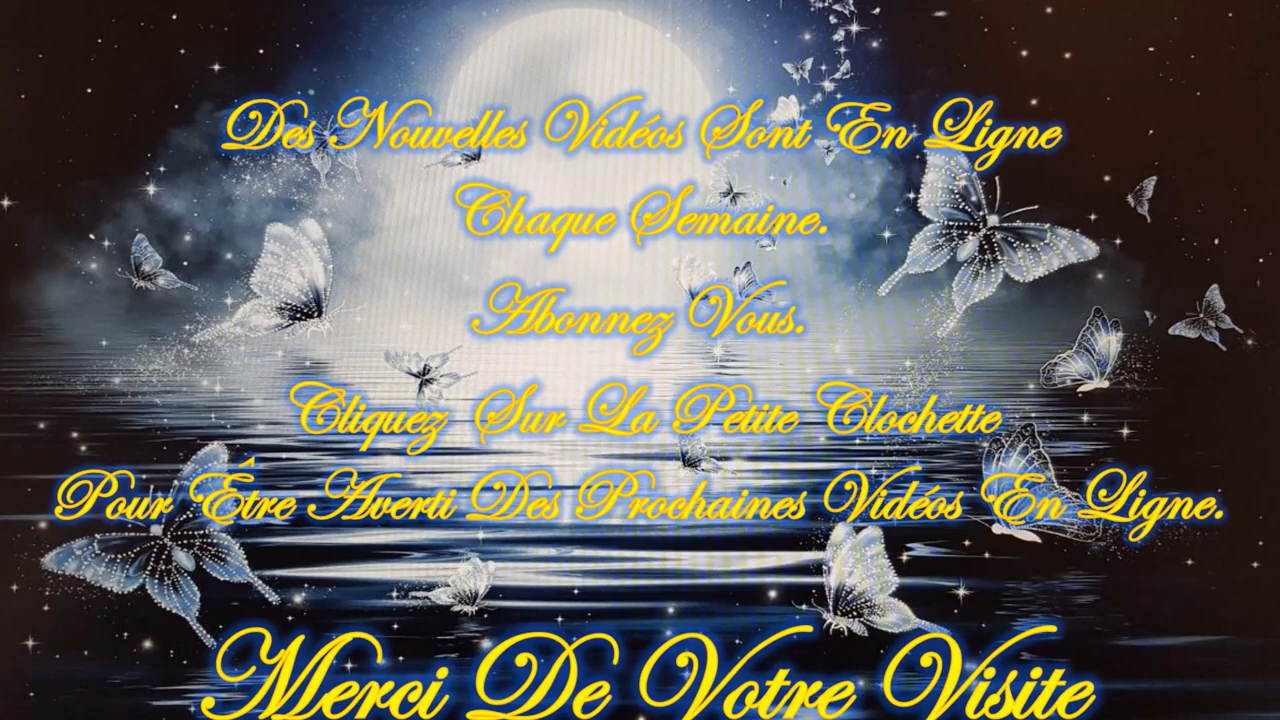 Des Nouvelles Vidéos Sont En Ligne
Chaque Semaine.
Abonnez Vous.
Cliquez Sur La Petite Clochette
Pour Être Averti Des Prochaines Vidéos En Ligne.
Merci De Votre Visite